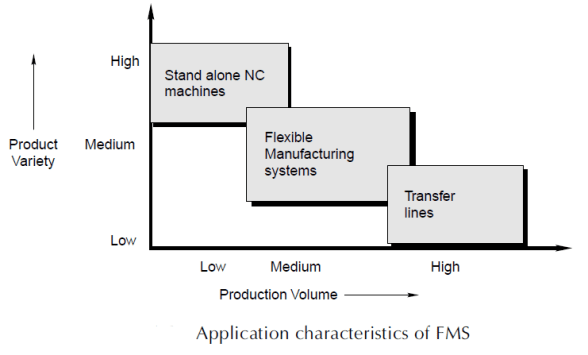 High
Stand alone NC
machines
Product
Variety
Medium
Flexible
Manufacturing
systems
Transfer
lines
Low
Low
Medium
High
Production Volume
Application characteristics of FMS